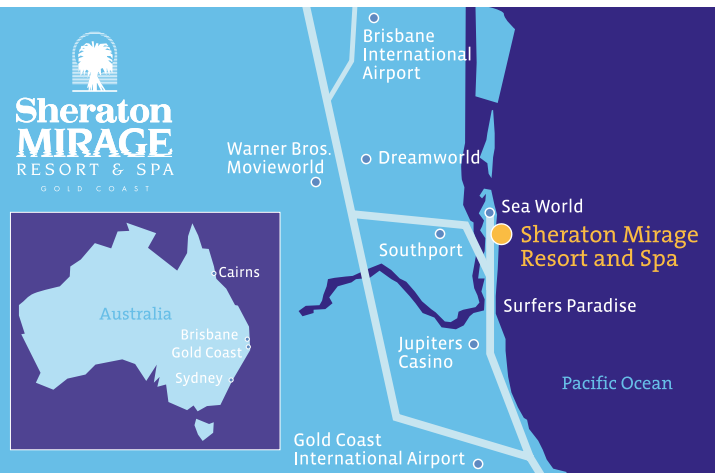 Sheraton
MIRAGE
RESORT & SPA
GOLD COAST
Brisbane
International
Airport
Warner Bros.
Movieworld
Dreamworld
Sea World
Sheraton Mirage
Resort and Spa
Southport
Surfers Paradise
Jupiters
Casino
Pacific Ocean
Gold Coast
International Airport
Cairns
Australia
Brisbane
Gold Coast
Sydney